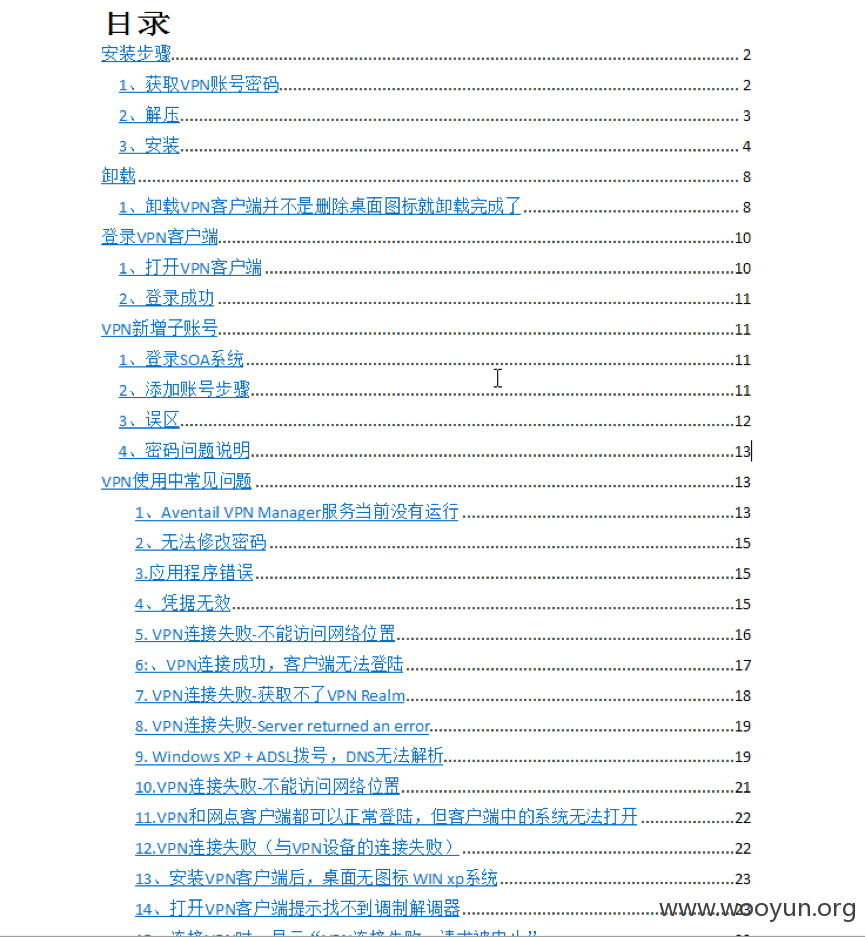 目录
安装步骤 2
1、获取VPN账号密码 2
2、解压 3
3、安装 4
卸载 8
1、卸载VPN客户端并不是删除桌面图标就卸载完成了 8
登录VPN客户端 10
1、打开VPN客户端 10
2、登录成功 11
VPN新增子账号 11
1、登录SOA系统 11
2、添加账号步骤 11
3、误区 12
4、密码问题说明 13
VPN使用中常见问题 13
1、Aventail VPN Manager服务当前没有运行 13
2、无法修改密码 15
3.应用程序错误 15
4、凭据无效 15
5. VPN连接失败-不能访问网络位置 16
6:、VPN连接成功，客户端无法登陆 17
7. VPN连接失败-获取不了VPN Realm 18
8. VPN连接失败-Server returned an error 19
9. Windows XP + ADSL拨号，DNS无法解析 19
10.VPN连接失败-不能访问网络位置 21
11.VPN和网点客户端都可以正常登陆，但客户端中的系统无法打开 22
12.VPN连接失败（与VPN设备的连接失败） 22
13、安装VPN客户端后，桌面无图标 WIN xp系统 23
14、打开VPN客户端提示找不到调制解调器 23
www.wooyun.org